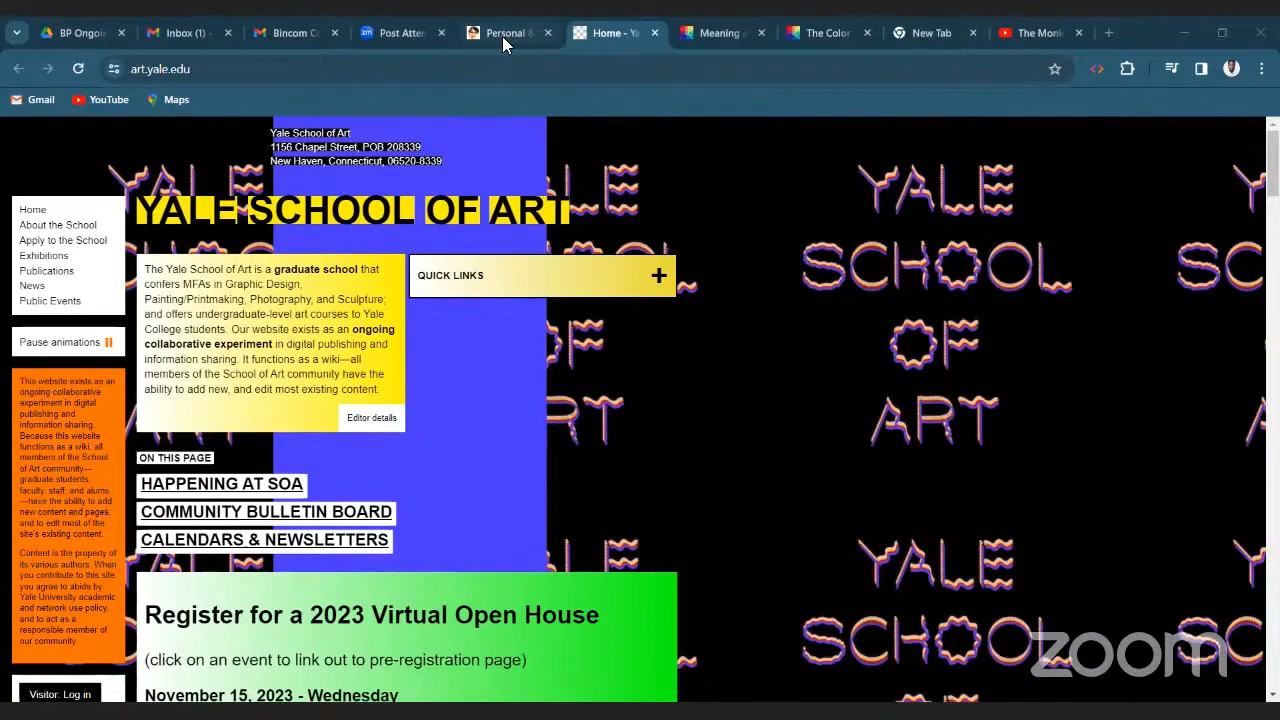 BP Ongoin
Inbox (1)
Bincom C
Post Atter
Personal &
Home - Ya
Meaning o
The Color
New Tab
The Monk
art.yale.edu
Gmail
YouTube
Maps
Yale School of Art
1156 Chapel Street, POB 208339
New Haven, Connecticut, 06520-8339
YALE SCHOOL OF ART
Home
About the School
Apply to the School
Exhibitions
Publications
News
Public Events
Pause animations
This website exists as an
ongoing collaborative
experiment in digital
publishing and
information sharing.
Because this website
functions as a wiki, all
members of the School
of Art community—
graduate students,
faculty, staff, and alums
—have the ability to add
new content and pages,
and to edit most of the
site's existing content.
Content is the property of
its various authors. When
you contribute to this site,
you agree to abide by
Yale University academic
and network use policy,
and to act as a
responsible member of
our community.
Visitor: Log in
The Yale School of Art is a graduate school that
confers MFAs in Graphic Design,
Painting/Printmaking, Photography, and Sculpture;
and offers undergraduate-level art courses to Yale
College students. Our website exists as an ongoing
collaborative experiment in digital publishing and
information sharing. It functions as a wiki—all
members of the School of Art community have the
ability to add new, and edit most existing content.
Editor details
QUICK LINKS +
ON THIS PAGE
HAPPENING AT SOA
COMMUNITY BULLETIN BOARD
CALENDARS & NEWSLETTERS
Register for a 2023 Virtual Open House
(click on an event to link out to pre-registration page)
November 15, 2023 - Wednesday
YALE
SCHOOL
OF
ART
YALE
SCHOOL
zoom